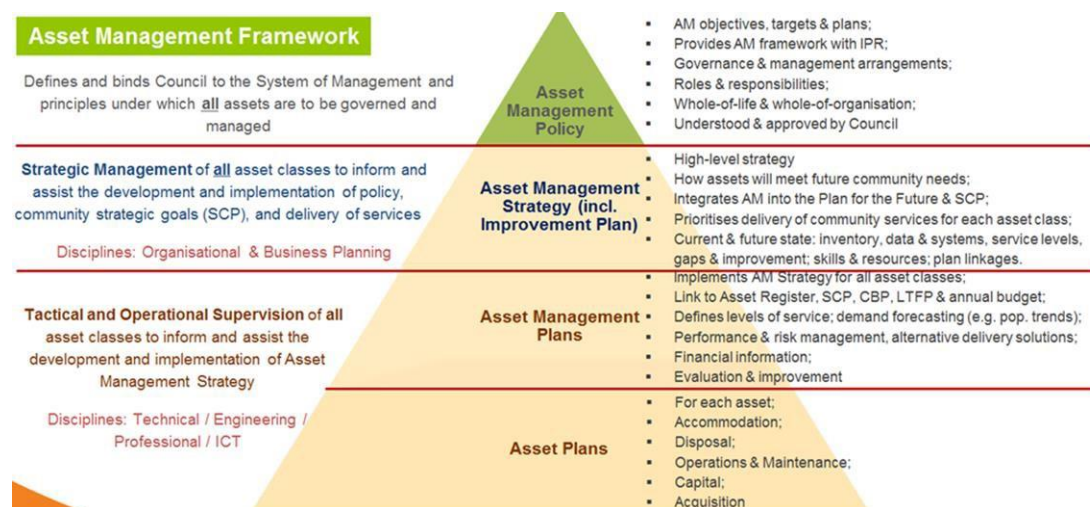 Asset Management Framework
Defines and binds Council to the System of Management and
principles under which all assets are to be governed and
managed
Asset
Management
Policy
▪ AM objectives, targets & plans;
▪ Provides AM framework with IPR;
▪ Governance & management arrangements;
▪ Roles & responsibilities;
▪ Whole-of-life & whole-of-organisation;
▪ Understood & approved by Council
Strategic Management of all asset classes to inform and
assist the development and implementation of policy,
community strategic goals (SCP), and delivery of services
Disciplines: Organisational & Business Planning
Asset Management
Strategy (incl.
Improvement Plan)
▪ High-level strategy
▪ How assets will meet future community needs;
▪ Integrates AM into the Plan for the Future & SCP;
▪ Prioritises delivery of community services for each asset class;
▪ Current & future state: inventory, data & systems, service levels,
gaps & improvement; skills & resources; plan linkages.
Tactical and Operational Supervision of all
asset classes to inform and assist the
development and implementation of Asset
Management Strategy
Disciplines: Technical / Engineering /
Professional / ICT
Asset Management
Plans
▪ Implements AM Strategy for all asset classes;
▪ Link to Asset Register, SCP, CBP, LTFP & annual budget;
▪ Defines levels of service; demand forecasting (e.g. pop. trends);
▪ Performance & risk management, alternative delivery solutions;
▪ Financial information;
▪ Evaluation & improvement
Asset Plans
▪ For each asset;
▪ Accommodation;
▪ Disposal;
▪ Operations & Maintenance;
▪ Capital;
▪ Acquisition